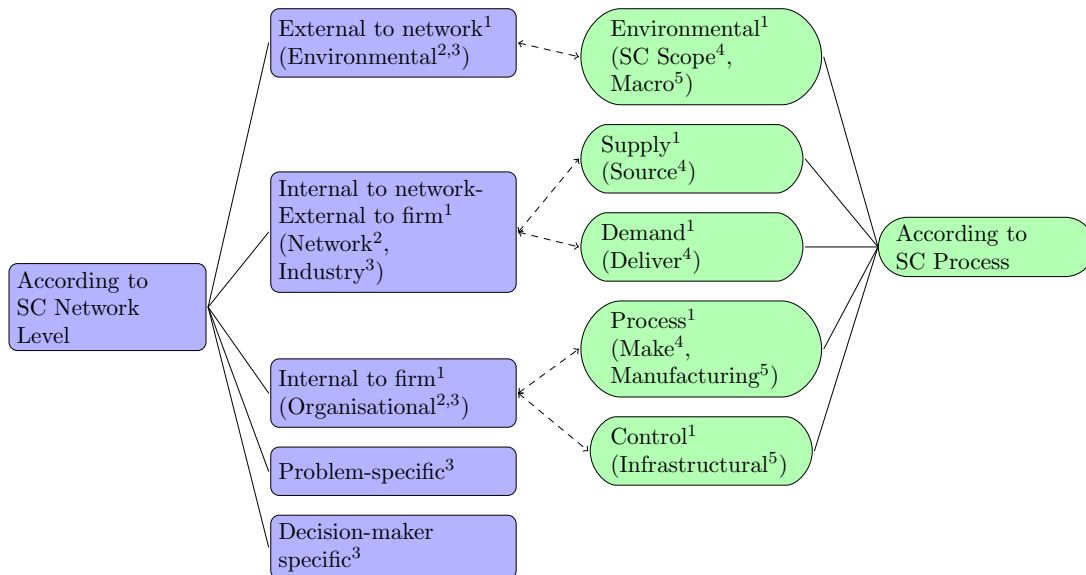 According to
SC Network
Level
External to network¹
(Environmental²,³)
Internal to network-
External to firm¹
(Network²,
Industry³)
Internal to firm¹
(Organisational²,³)
Problem-specific³
Decision-maker
specific³
Environmental¹
(SC Scope⁴,
Macro⁵)
Supply¹
(Source⁴)
Demand¹
(Deliver⁴)
Process¹
(Make⁴,
Manufacturing⁵)
Control¹
(Infrastructural⁵)
According to
SC Process